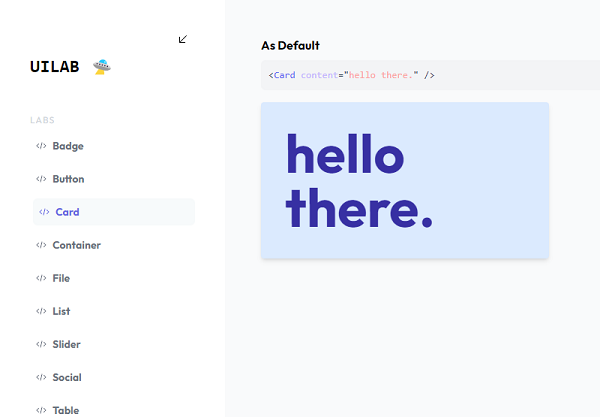 UILAB 🛸
LABS
</> Badge
</> Button
</> Card
</> Container
</> File
</> List
</> Slider
</> Social
</> Table
As Default
<Card content="hello there." />
hello
there.